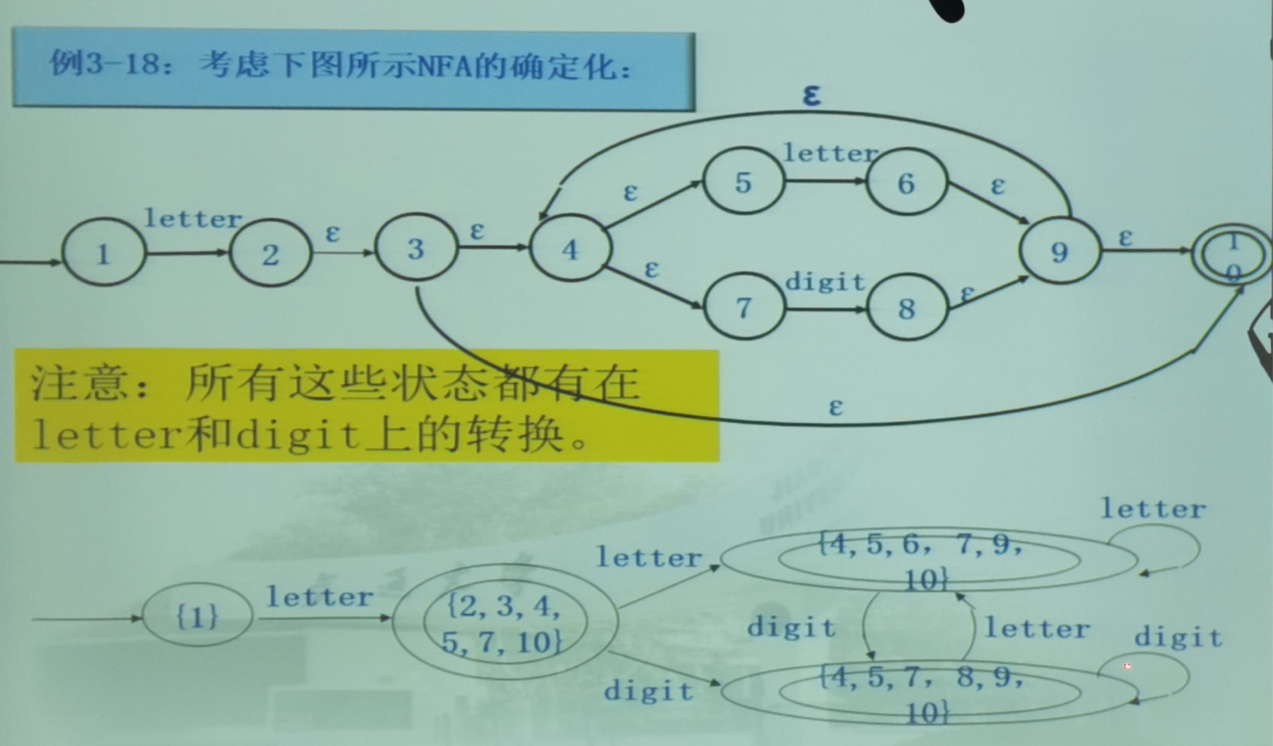 例3-18：考虑下图所示NFA的确定化：
ε
letter
letter
ε
ε
ε
ε
5
6
1
2
3
4
9
ε
10
ε
digit
ε
7
8
注意：所有这些状态都有在
letter和digit上的转换。
ε
letter
letter
{4,5,6, 7,9,
10}
letter
{1}
{2,3,4,
5,7,10}
digit
letter
digit
digit
{4,5,7, 8,9,
10}